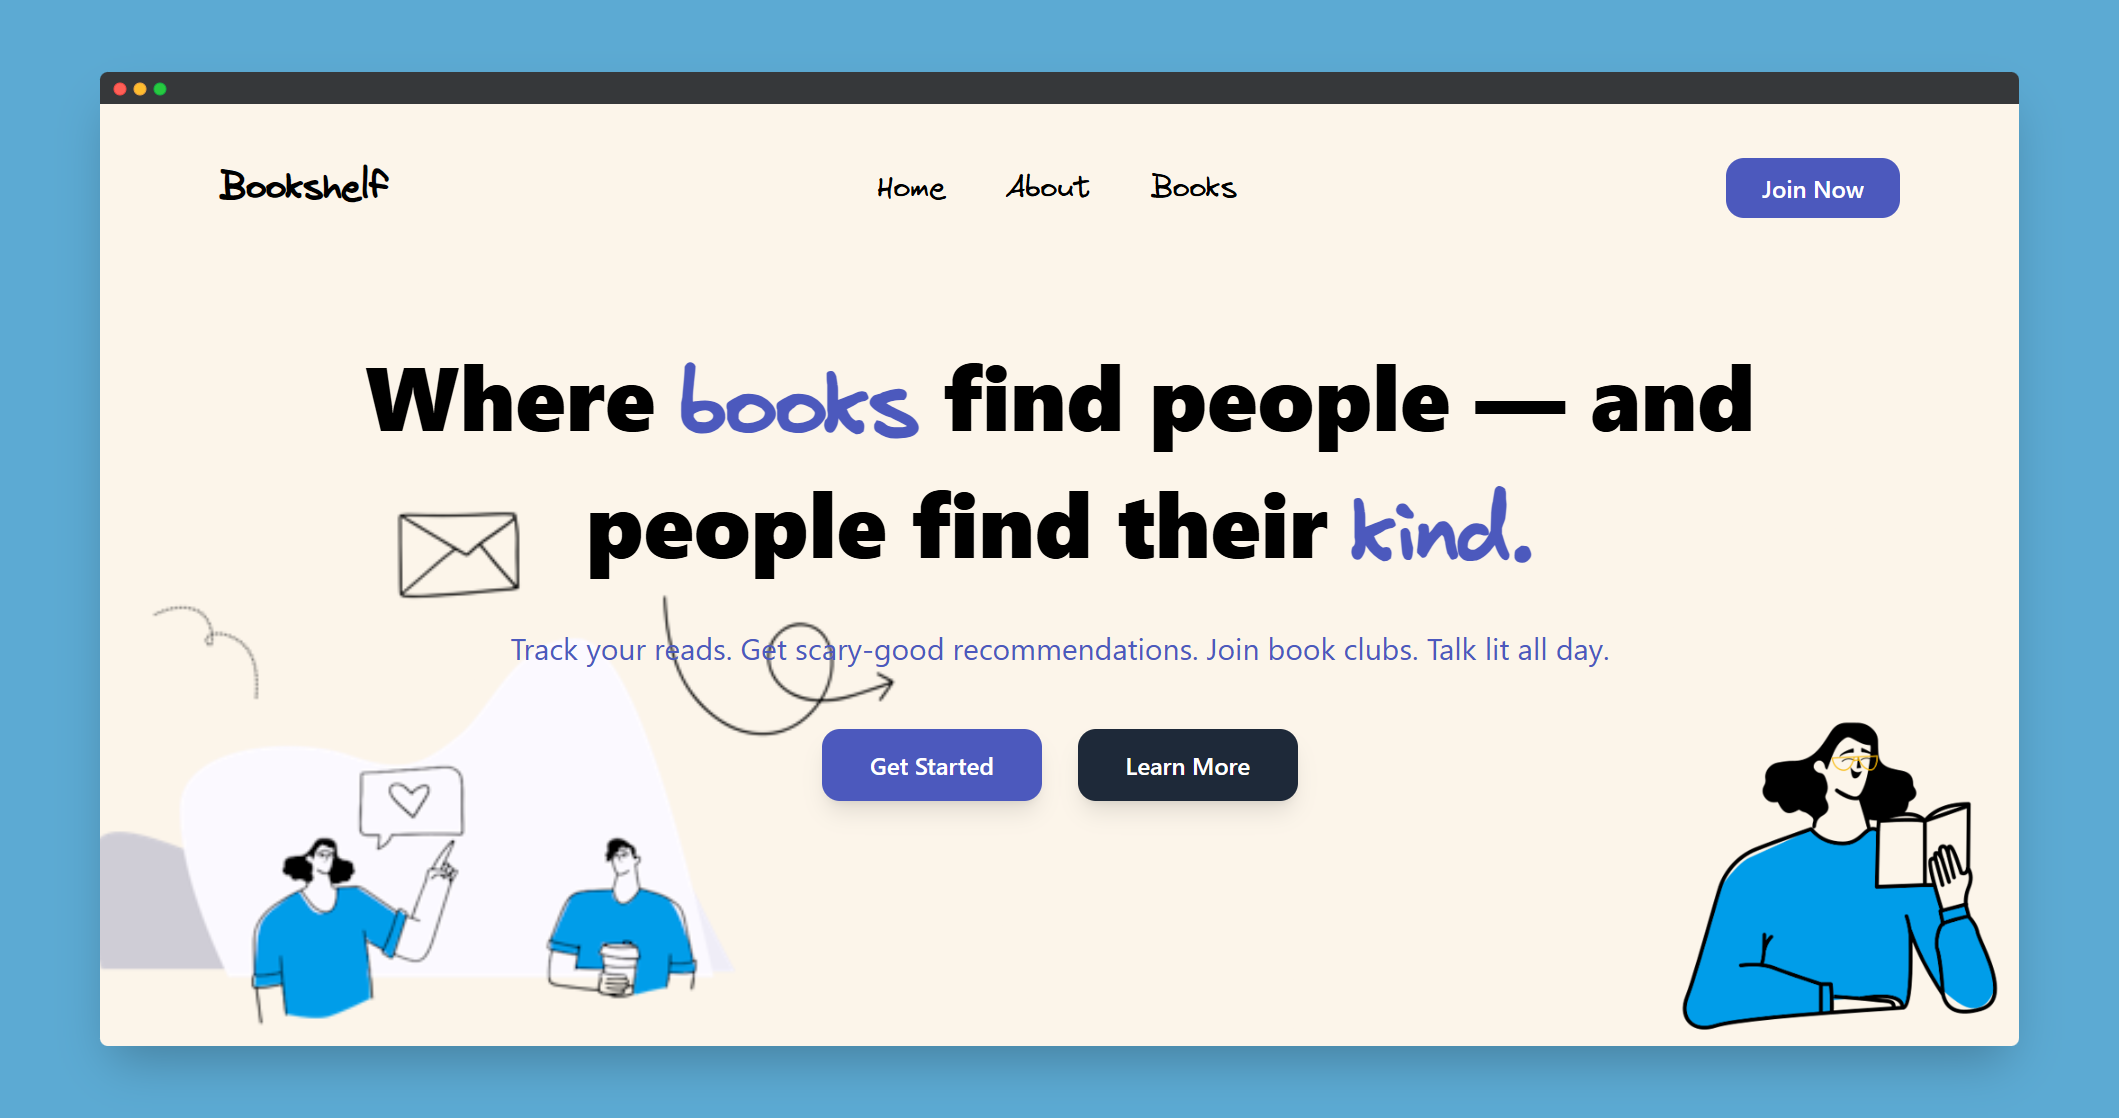 Bookshelf
Home About Books
Join Now
Where books find people — and
people find their kind.
Track your reads. Get scary-good recommendations. Join book clubs. Talk lit all day.
Get Started
Learn More